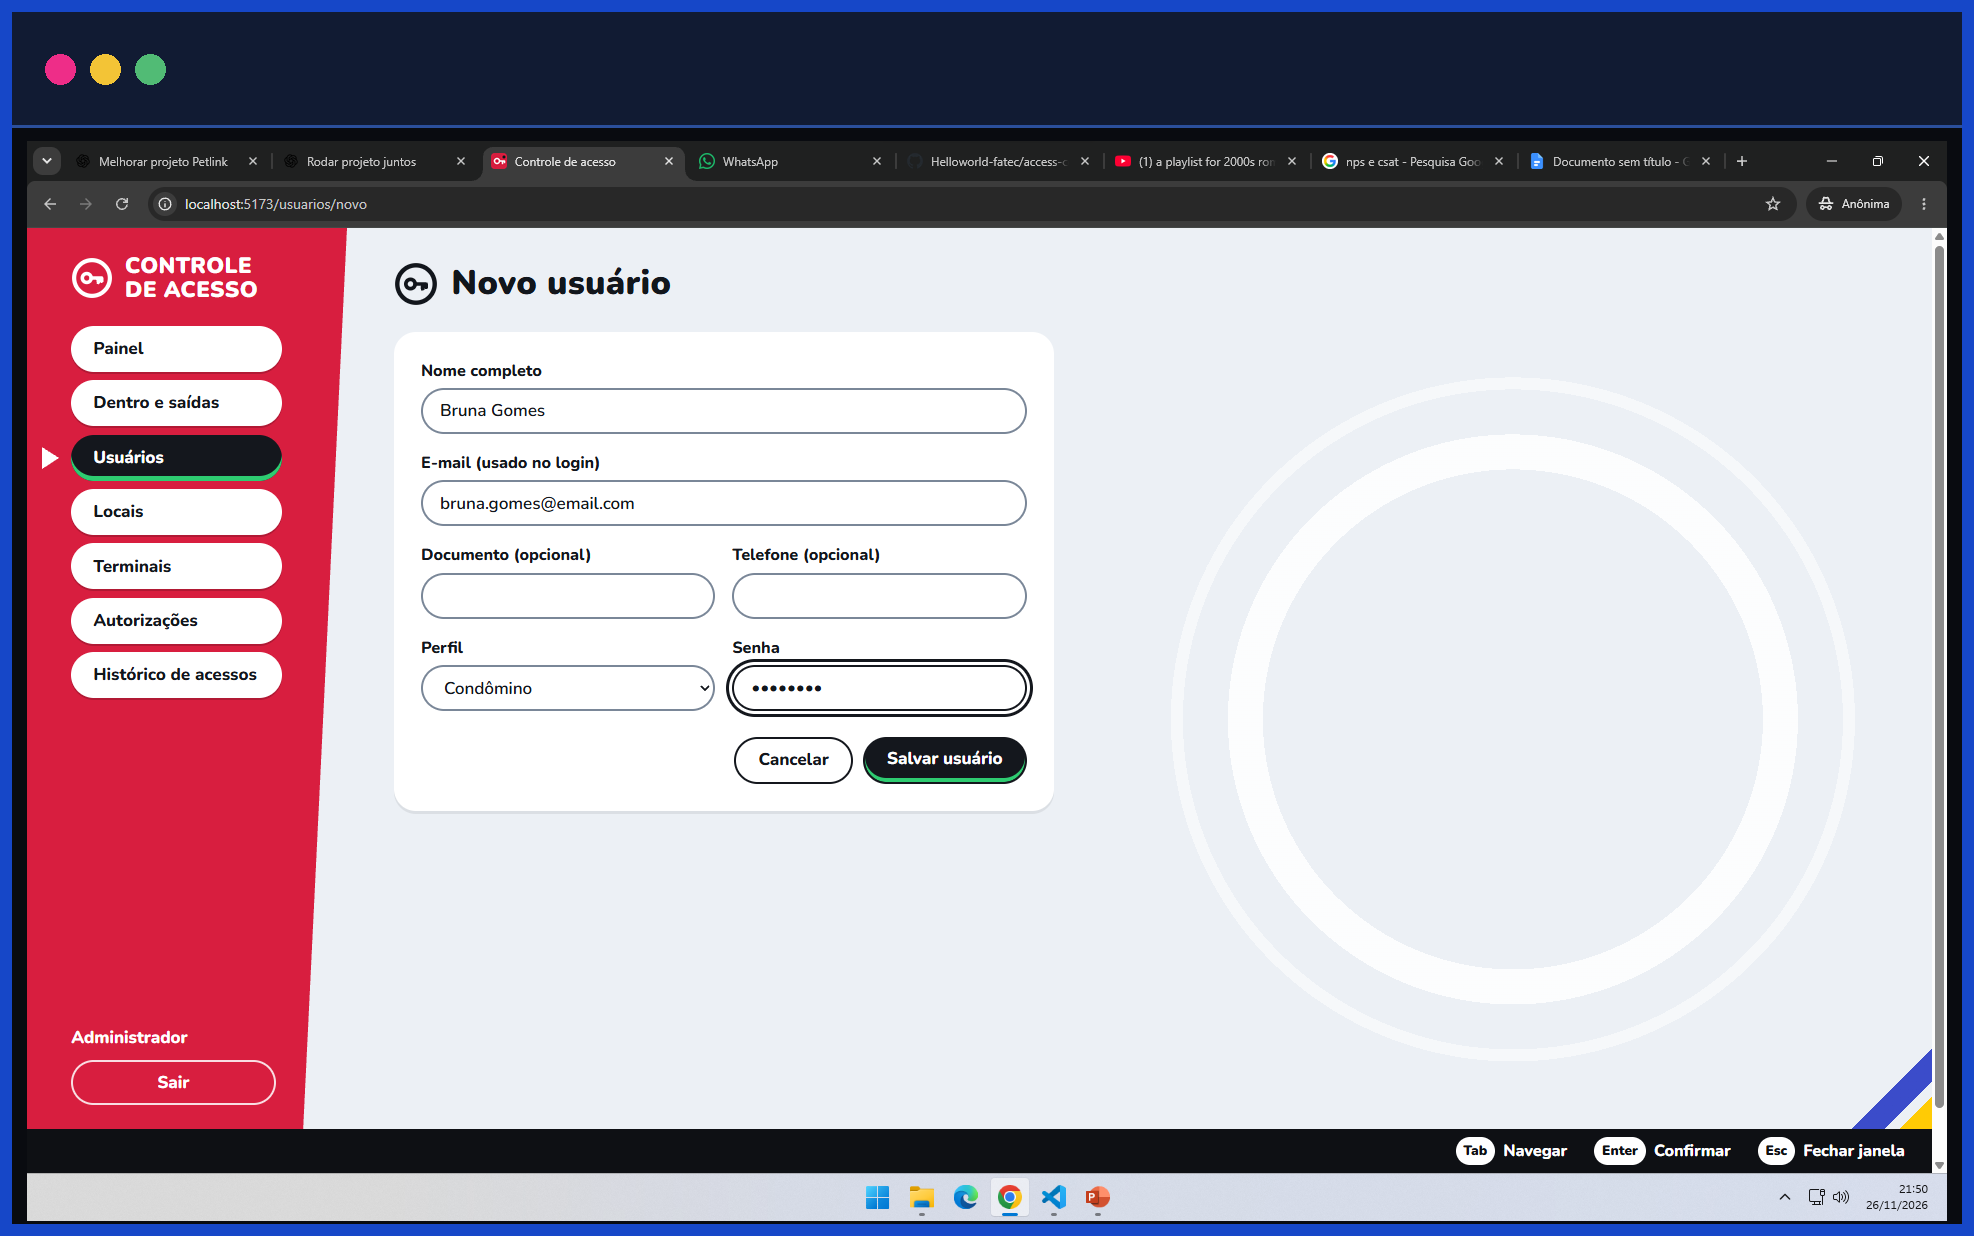 Melhorar projeto Petlink
Rodar projeto juntos
Controle de acesso
WhatsApp
Helloworld-fatec/access-c
(1) a playlist for 2000s ron
nps e csat - Pesquisa Goo
Documento sem título - G
localhost:5173/usuarios/novo
Anônima
CONTROLE
DE ACESSO
Painel
Dentro e saídas
Usuários
Locais
Terminais
Autorizações
Histórico de acessos
Administrador
Sair
Novo usuário
Nome completo
Bruna Gomes
E-mail (usado no login)
bruna.gomes@email.com
Documento (opcional)
Telefone (opcional)
Perfil
Senha
Condômino
••••••••
Cancelar
Salvar usuário
Tab Navegar
Enter Confirmar
Esc Fechar janela
21:50
26/11/2026